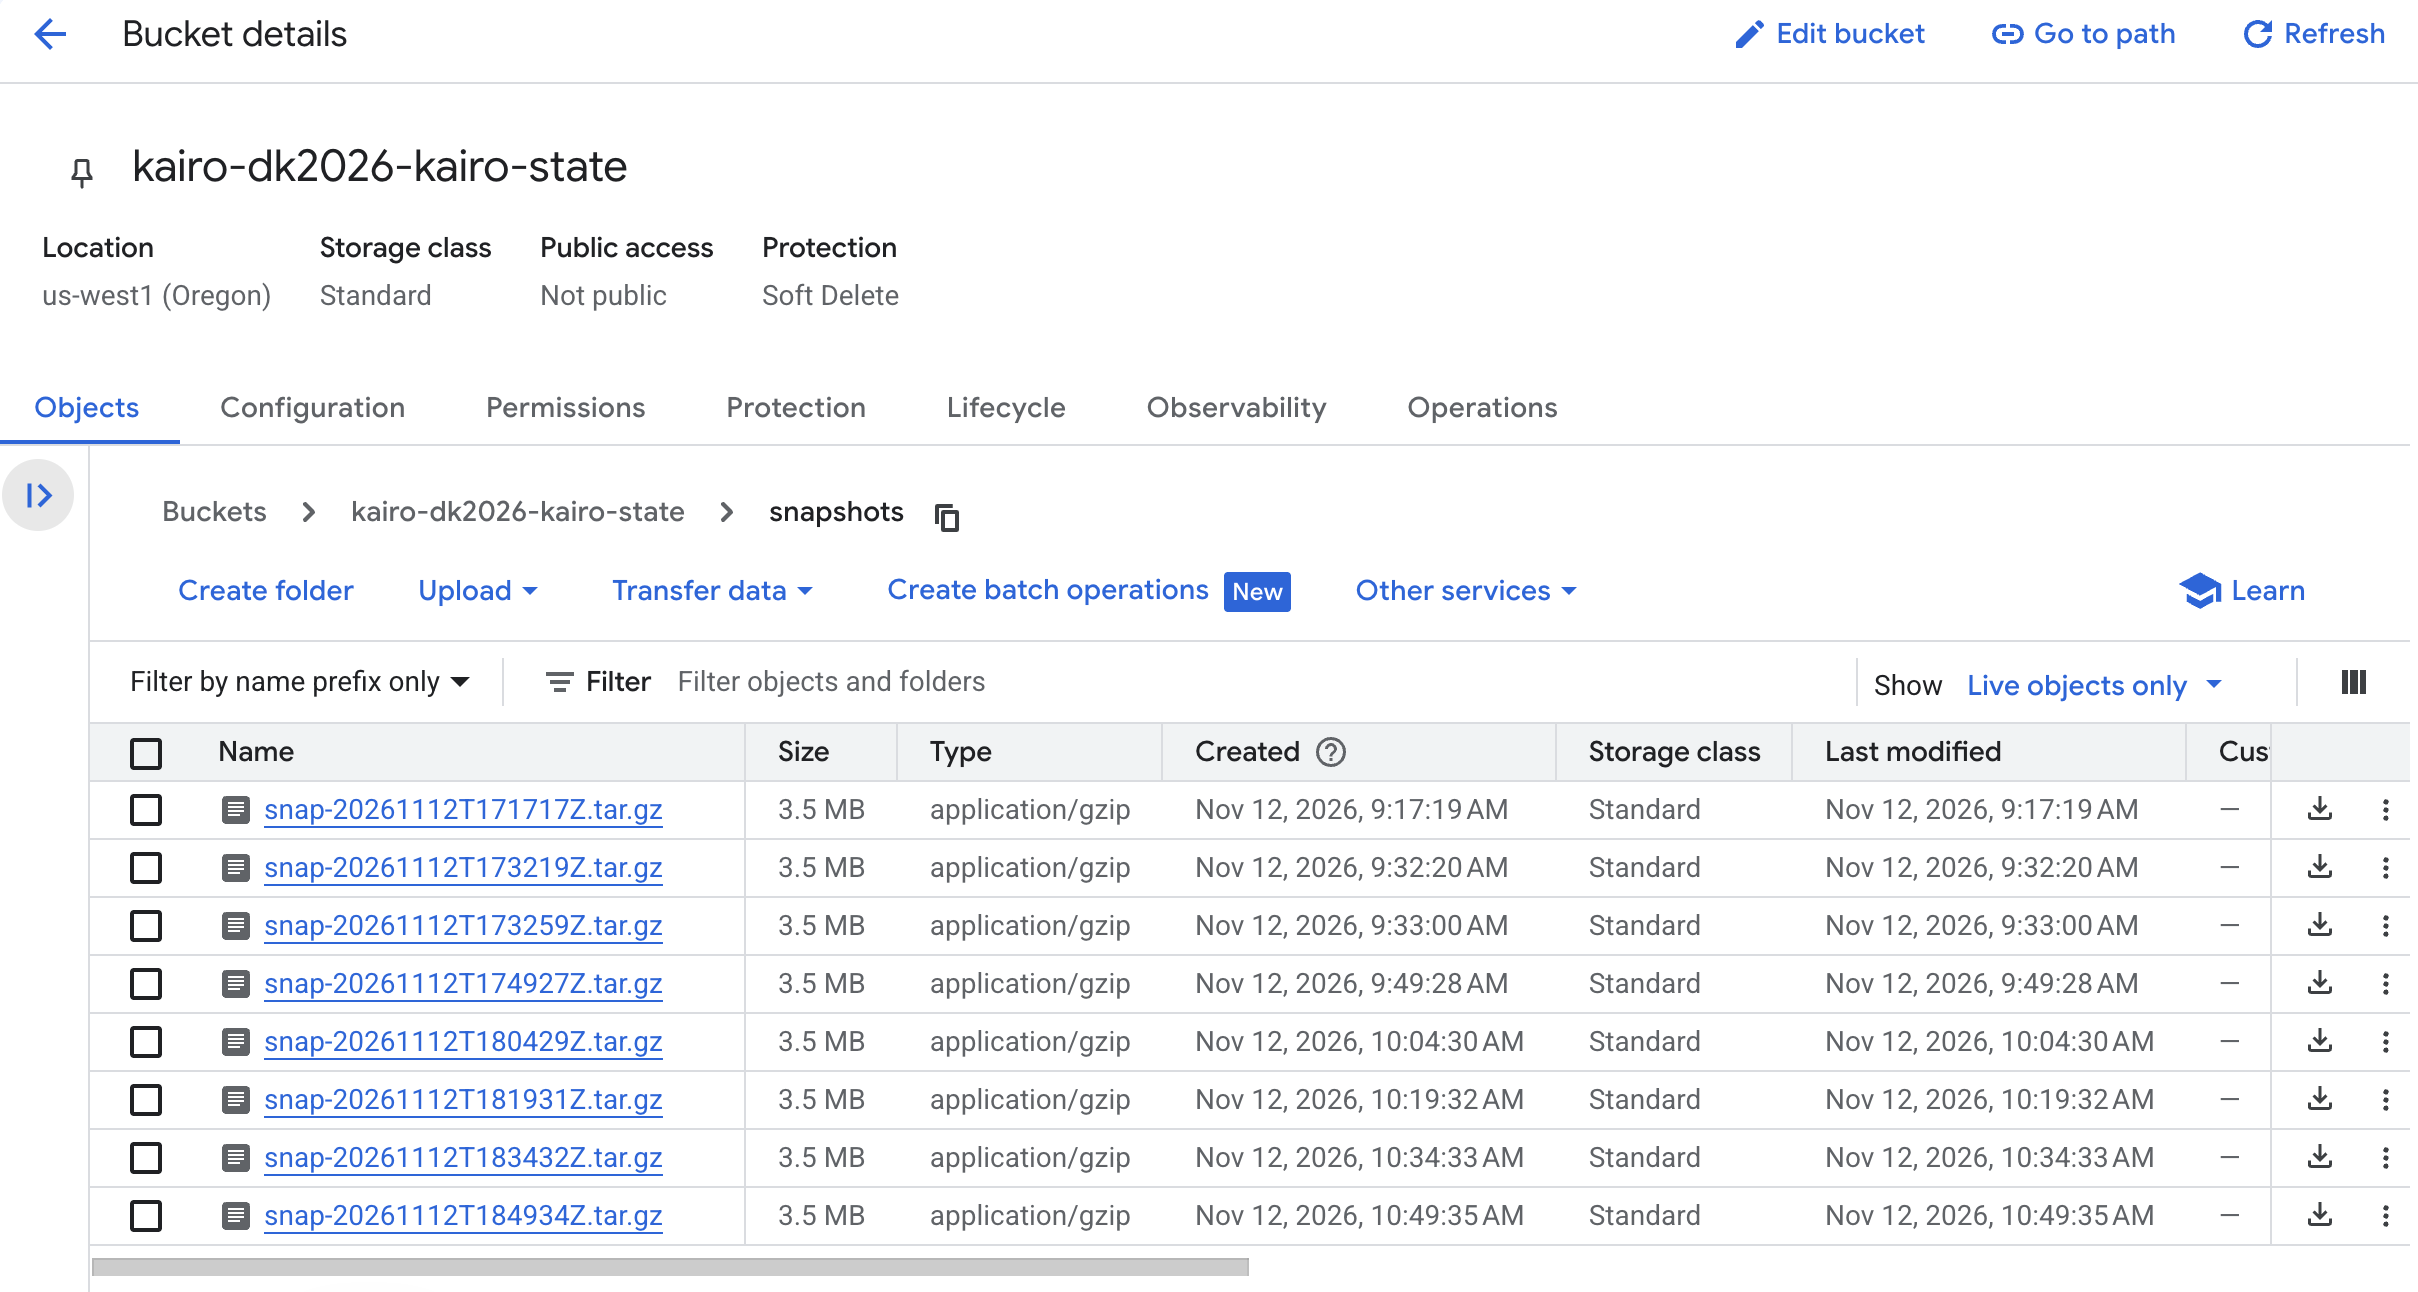 Bucket details Edit bucket Go to path Refresh
kairo-dk2026-kairo-state
Location Storage class Public access Protection
us-west1 (Oregon) Standard Not public Soft Delete
Objects Configuration Permissions Protection Lifecycle Observability Operations
Buckets kairo-dk2026-kairo-state snapshots
Create folder Upload Transfer data Create batch operations New Other services Learn
Filter by name prefix only Filter Filter objects and folders Show Live objects only
Name Size Type Created Storage class Last modified Cus
snap-20261112T171717Z.tar.gz 3.5 MB application/gzip Nov 12, 2026, 9:17:19 AM Standard Nov 12, 2026, 9:17:19 AM —
snap-20261112T173219Z.tar.gz 3.5 MB application/gzip Nov 12, 2026, 9:32:20 AM Standard Nov 12, 2026, 9:32:20 AM —
snap-20261112T173259Z.tar.gz 3.5 MB application/gzip Nov 12, 2026, 9:33:00 AM Standard Nov 12, 2026, 9:33:00 AM —
snap-20261112T174927Z.tar.gz 3.5 MB application/gzip Nov 12, 2026, 9:49:28 AM Standard Nov 12, 2026, 9:49:28 AM —
snap-20261112T180429Z.tar.gz 3.5 MB application/gzip Nov 12, 2026, 10:04:30 AM Standard Nov 12, 2026, 10:04:30 AM —
snap-20261112T181931Z.tar.gz 3.5 MB application/gzip Nov 12, 2026, 10:19:32 AM Standard Nov 12, 2026, 10:19:32 AM —
snap-20261112T183432Z.tar.gz 3.5 MB application/gzip Nov 12, 2026, 10:34:33 AM Standard Nov 12, 2026, 10:34:33 AM —
snap-20261112T184934Z.tar.gz 3.5 MB application/gzip Nov 12, 2026, 10:49:35 AM Standard Nov 12, 2026, 10:49:35 AM —